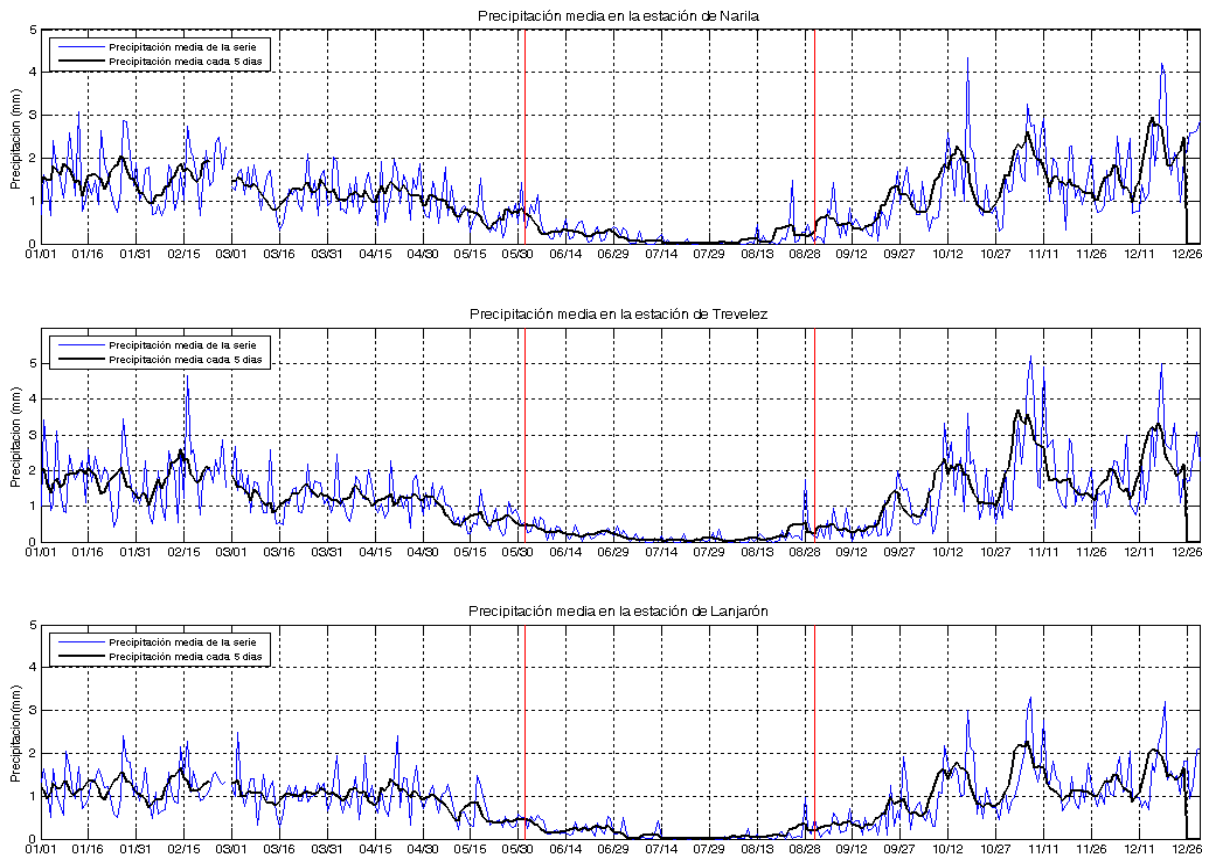 Precipitación media en la estación de Narila
5
4
3
2
1
0
Precipitacion (mm)
Precipitación media de la serie
Precipitación media cada 5 dias
01/01 01/16 01/31 02/15 03/01 03/16 03/31 04/15 04/30 05/15 05/30 06/14 06/29 07/14 07/29 08/13 08/28 09/12 09/27 10/12 10/27 11/11 11/26 12/11 12/26
Precipitación media en la estación de Trevelez
5
4
3
2
1
0
Precipitacion (mm)
Precipitación media de la serie
Precipitación media cada 5 dias
01/01 01/16 01/31 02/15 03/01 03/16 03/31 04/15 04/30 05/15 05/30 06/14 06/29 07/14 07/29 08/13 08/28 09/12 09/27 10/12 10/27 11/11 11/26 12/11 12/26
Precipitación media en la estación de Lanjarón
5
4
3
2
1
0
Precipitacion(mm)
Precipitación media de la serie
Precipitación media cada 5 dias
01/01 01/16 01/31 02/15 03/01 03/16 03/31 04/15 04/30 05/15 05/30 06/14 06/29 07/14 07/29 08/13 08/28 09/12 09/27 10/12 10/27 11/11 11/26 12/11 12/26